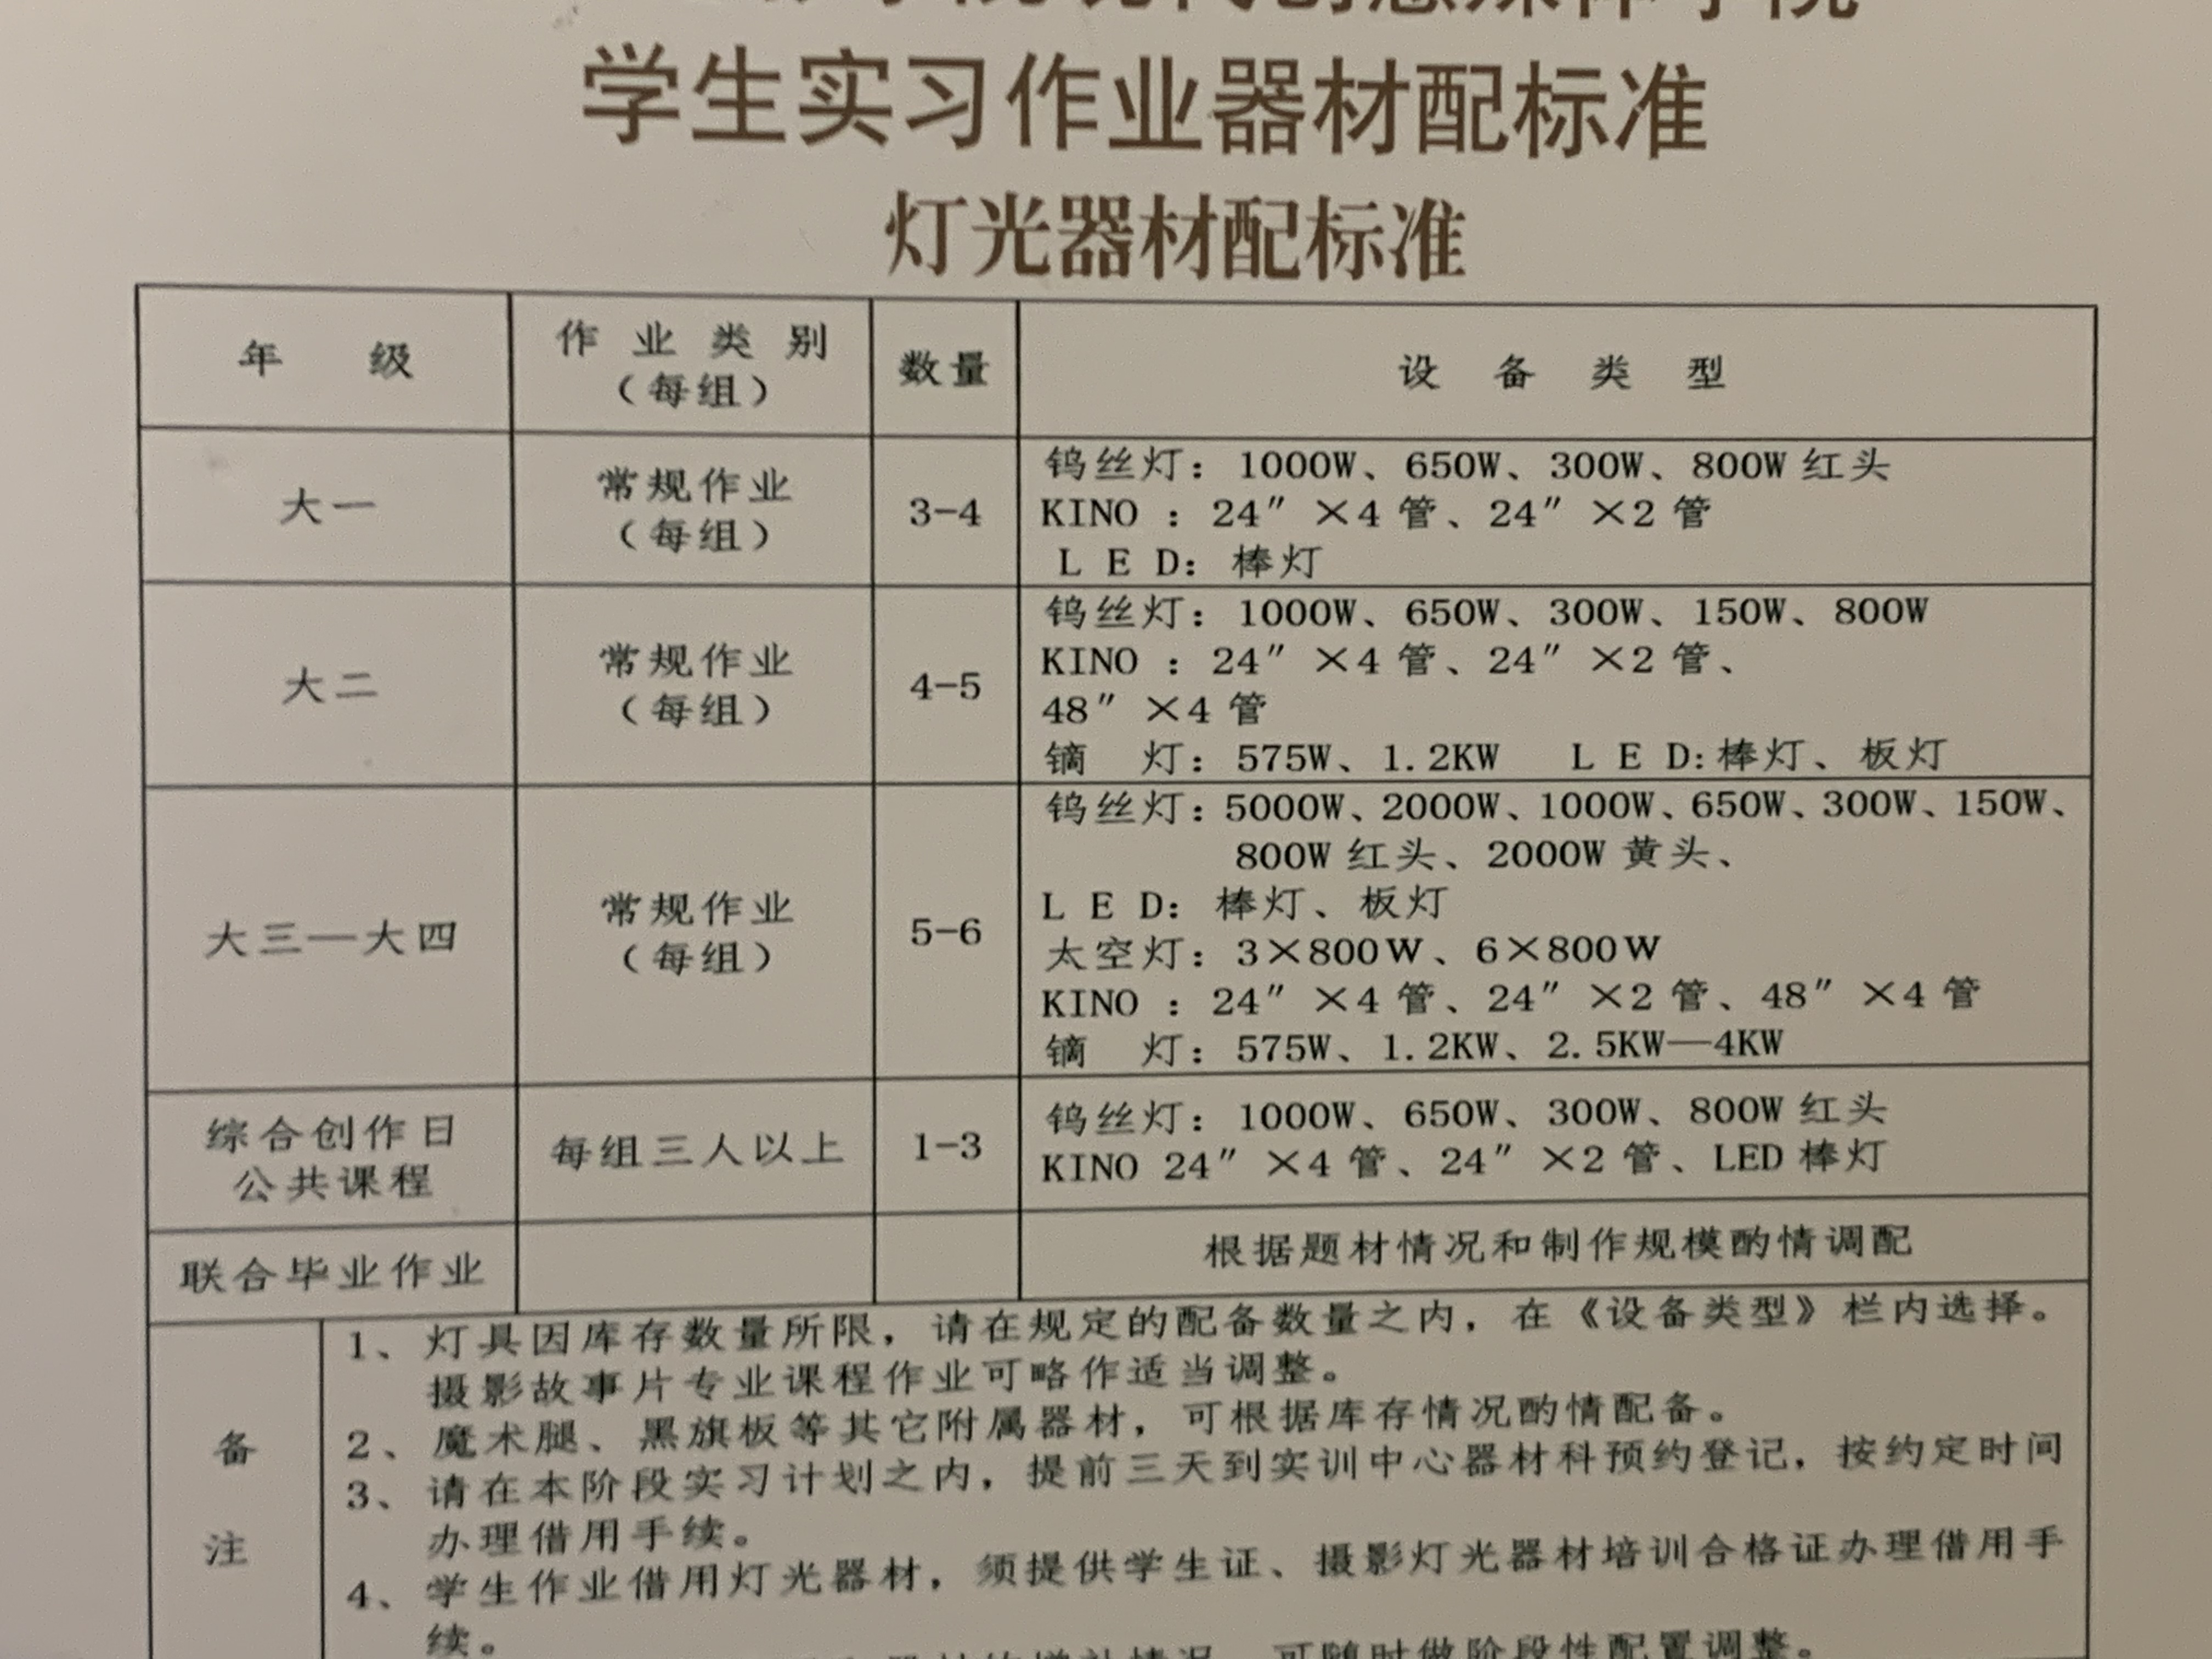 现代创意媒体学院
学生实习作业器材配标准
灯光器材配标准
年 级
作业类别
（每组）
数量
设备类型
大一
常规作业
（每组）
3-4
钨丝灯：1000W、650W、300W、800W 红头
KINO ：24″ ×4 管、24″ ×2 管
L E D：棒灯
大二
常规作业
（每组）
4-5
钨丝灯：1000W、650W、300W、150W、800W
KINO ：24″ ×4 管、24″ ×2 管、
48″ ×4 管
镝 灯：575W、1.2KW L E D:棒灯、板灯
大三—大四
常规作业
（每组）
5-6
钨丝灯：5000W、2000W、1000W、650W、300W、150W、
800W 红头、2000W 黄头、
L E D：棒灯、板灯
太空灯：3×800W、6×800W
KINO ：24″ ×4 管、24″ ×2 管、48″ ×4 管
镝 灯：575W、1.2KW、2.5KW—4KW
综合创作日
公共课程
每组三人以上
1-3
钨丝灯：1000W、650W、300W、800W 红头
KINO 24″ ×4 管、24″ ×2 管、LED 棒灯
联合毕业作业
根据题材情况和制作规模酌情调配
备
注
1、灯具因库存数量所限，请在规定的配备数量之内，在《设备类型》栏内选择。
摄影故事片专业课程作业可略作适当调整。
2、魔术腿、黑旗板等其它附属器材，可根据库存情况酌情配备。
3、请在本阶段实习计划之内，提前三天到实训中心器材科预约登记，按约定时间
办理借用手续。
4、学生作业借用灯光器材，须提供学生证、摄影灯光器材培训合格证办理借用手
续。
情况，可随时做阶段性配置调整。